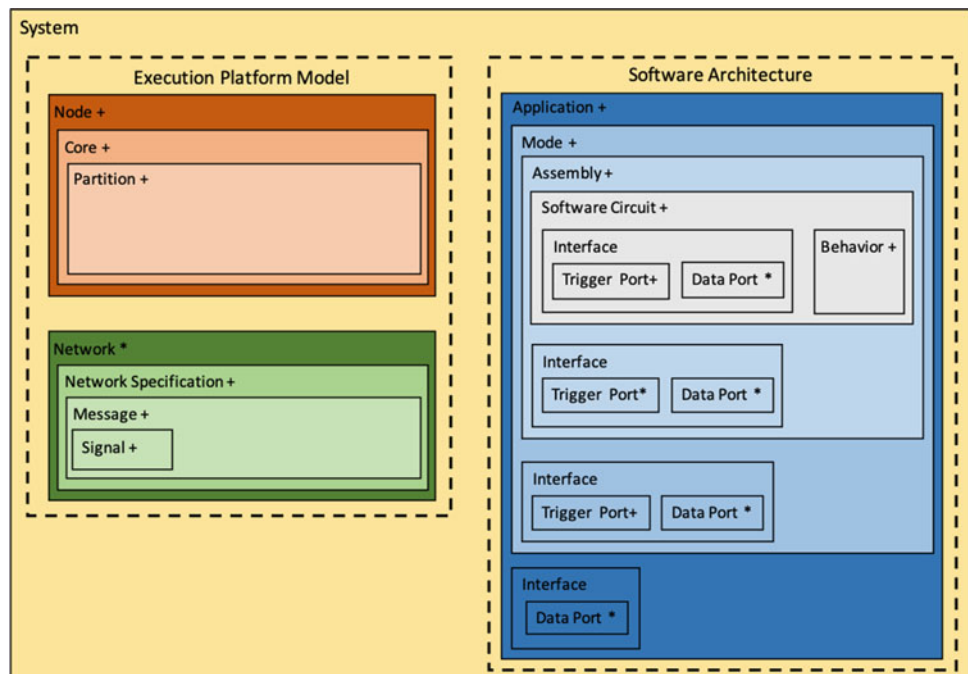 System
Execution Platform Model
Node +
Core +
Partition +
Network *
Network Specification +
Message +
Signal +
Software Architecture
Application +
Mode +
Assembly +
Software Circuit +
Interface
Trigger Port+
Data Port *
Behavior +
Interface
Trigger Port*
Data Port *
Interface
Trigger Port+
Data Port *
Interface
Data Port *